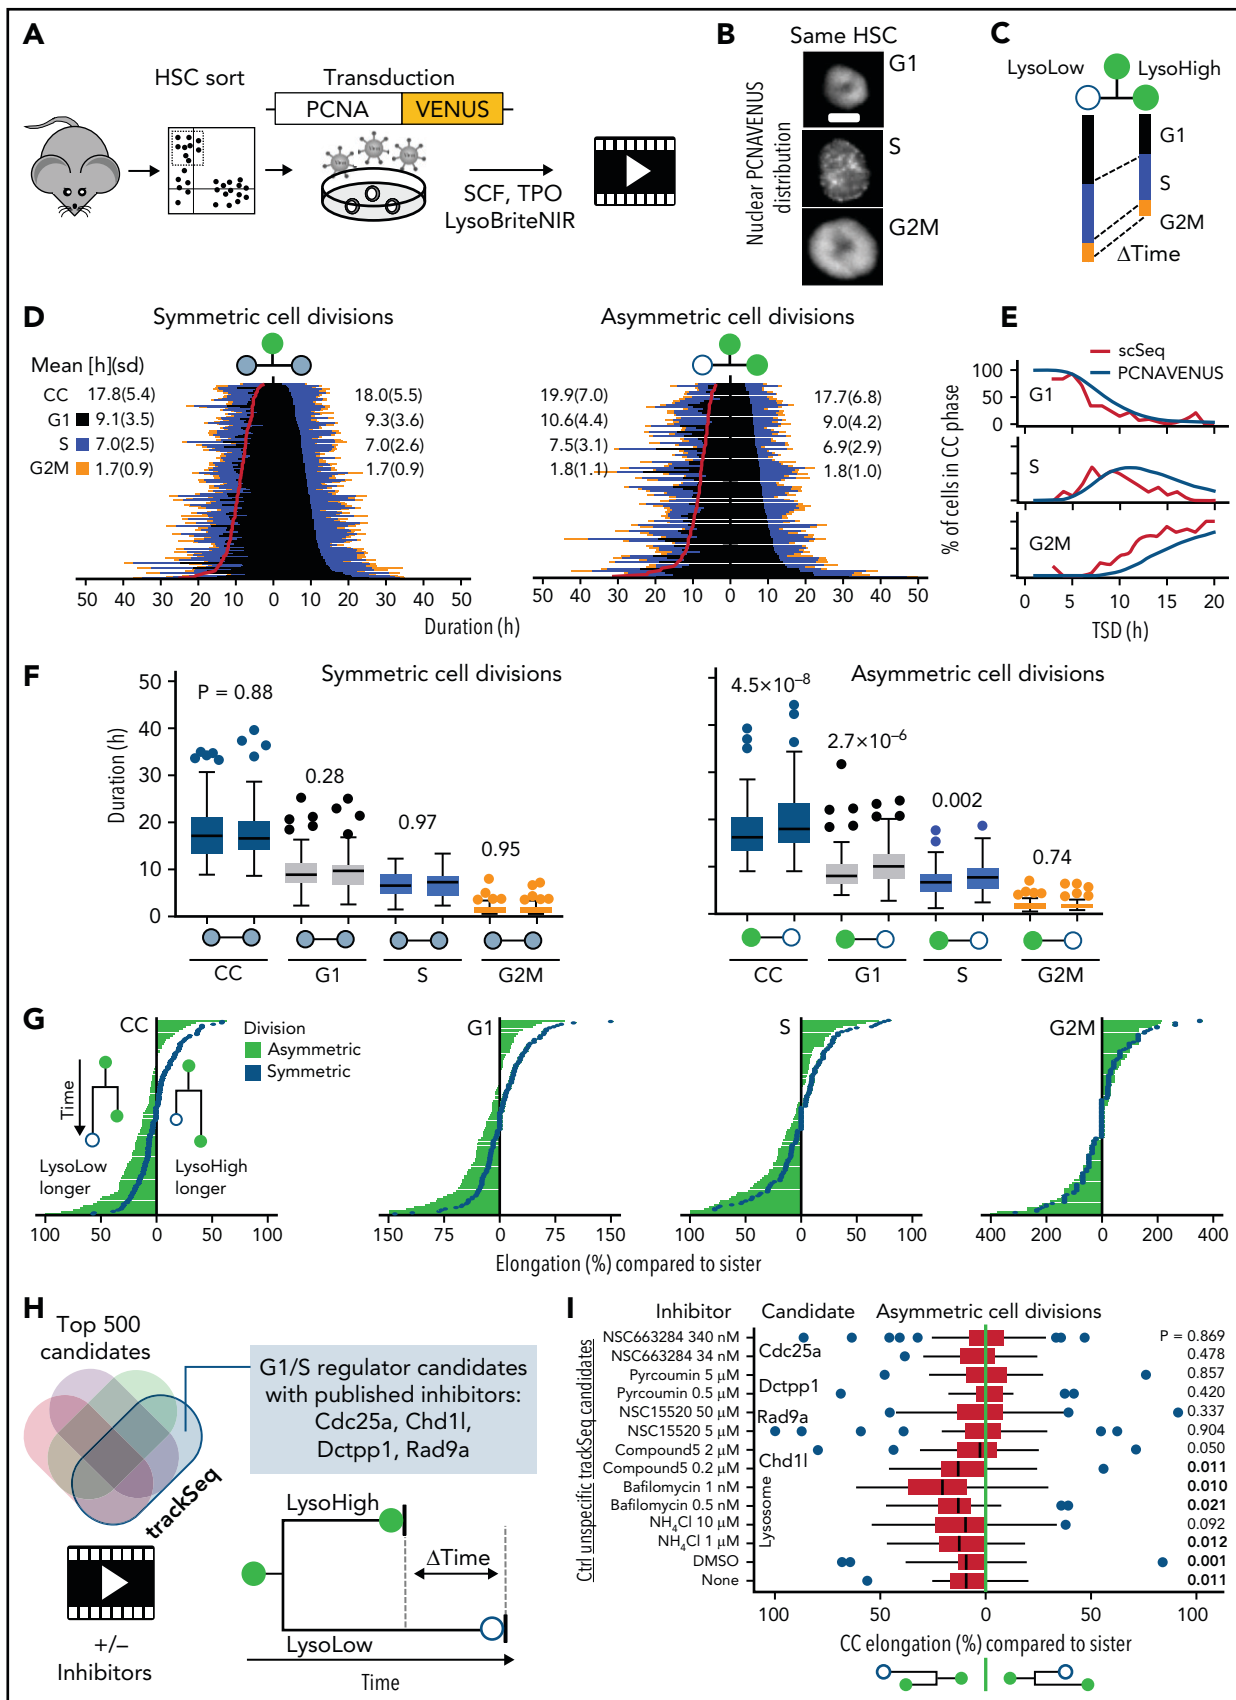 A
HSC sort
Transduction
PCNA
VENUS
SCF, TPO
LysoBriteNIR
B
Same HSC
Nuclear PCNAVENUS
distribution
G1
S
G2M
C
LysoLow
LysoHigh
G1
S
G2M
ΔTime
D
Symmetric cell divisions
Mean [h](sd)
CC 17.8(5.4)
G1 9.1(3.5)
S 7.0(2.5)
G2M 1.7(0.9)
18.0(5.5)
9.3(3.6)
7.0(2.6)
1.7(0.9)
50 40 30 20 10 0 10 20 30 40 50
Asymmetric cell divisions
19.9(7.0)
10.6(4.4)
7.5(3.1)
1.8(1.1)
17.7(6.8)
9.0(4.2)
6.9(2.9)
1.8(1.0)
50 40 30 20 10 0 10 20 30 40 50
Duration (h)
E
scSeq
PCNAVENUS
% of cells in CC phase
100
50
0
G1
S
G2M
0 5 10 15 20
TSD (h)
F
Symmetric cell divisions
Duration (h)
50
40
30
20
10
0
P = 0.88
0.28
0.97
0.95
CC G1 S G2M
Asymmetric cell divisions
4.5×10⁻⁸
2.7×10⁻⁶
0.002
0.74
CC G1 S G2M
G
CC
Division
Asymmetric
Symmetric
Time
LysoLow
longer
LysoHigh
longer
100 50 0 50 100
G1
150 75 0 75 150
S
100 50 0 50 100
G2M
400 200 0 200 400
Elongation (%) compared to sister
H
Top 500
candidates
trackSeq
G1/S regulator candidates
with published inhibitors:
Cdc25a, Chd1l,
Dctpp1, Rad9a
+/−
Inhibitors
LysoHigh
ΔTime
LysoLow
Time
I
Inhibitor Candidate Asymmetric cell divisions
Ctrl unspecific trackSeq candidates
NSC663284 340 nM P = 0.869
Cdc25a
NSC663284 34 nM 0.478
Pyrcoumin 5 μM 0.857
Dctpp1
Pyrcoumin 0.5 μM 0.420
NSC15520 50 μM 0.337
Rad9a
NSC15520 5 μM 0.904
Compound5 2 μM 0.050
Chd1l
Compound5 0.2 μM 0.011
Lysosome
Bafilomycin 1 nM 0.010
Bafilomycin 0.5 nM 0.021
NH₄Cl 10 μM 0.092
NH₄Cl 1 μM 0.012
DMSO 0.001
None 0.011
100 50 0 50 100
CC elongation (%) compared to sister